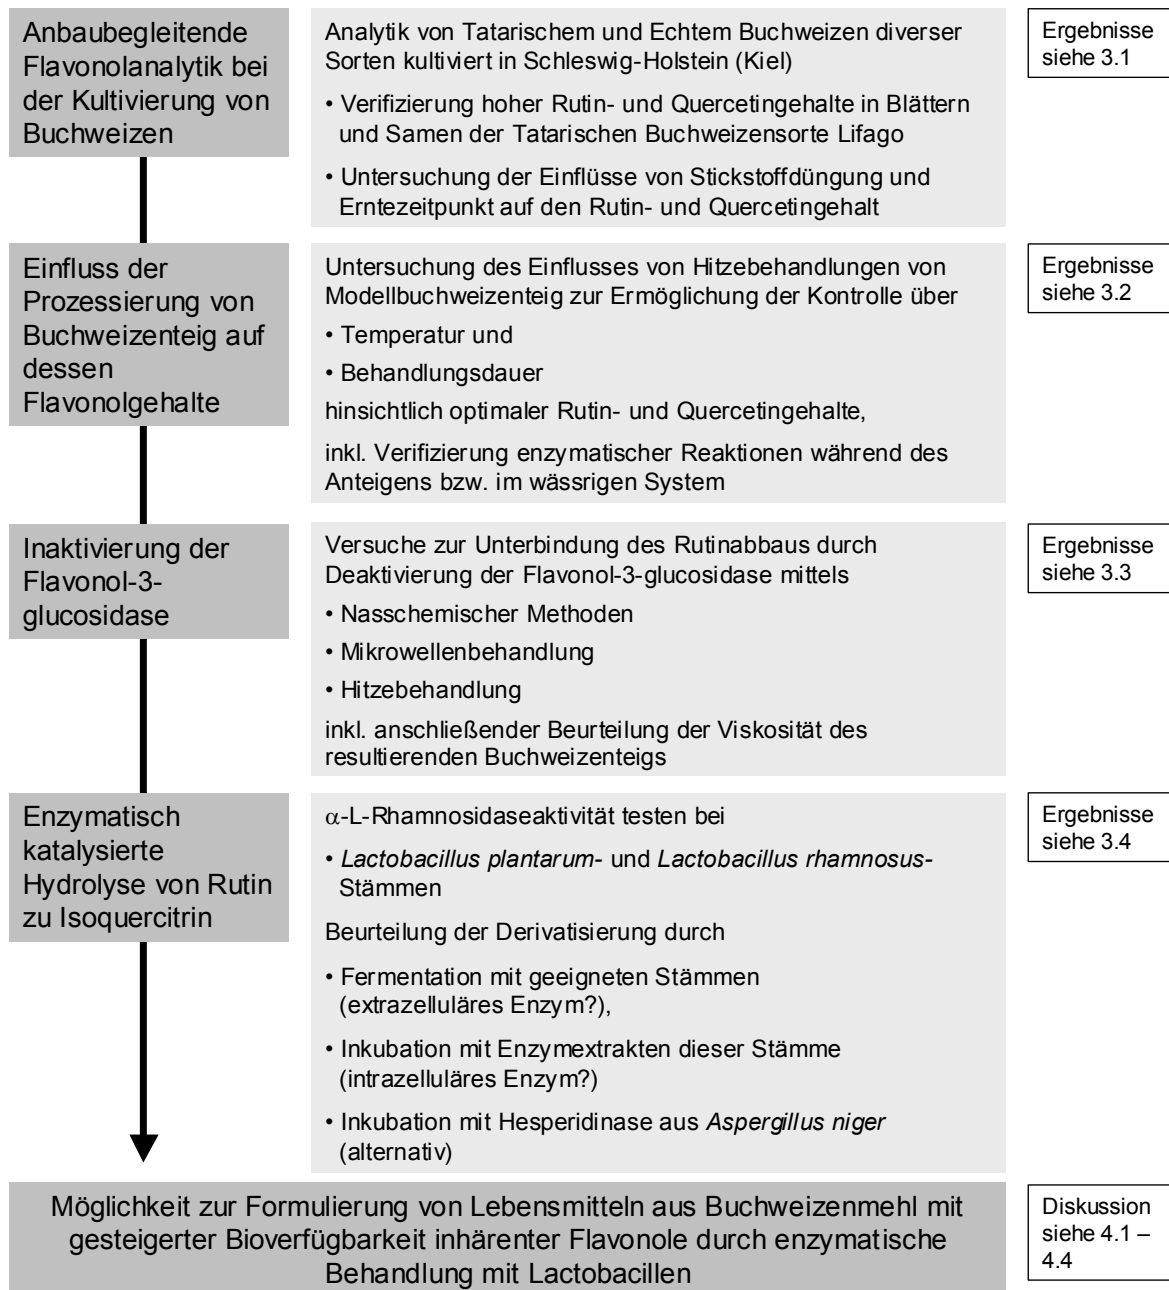 Anbaubegleitende
Flavonolanalytik bei
der Kultivierung von
Buchweizen
Analytik von Tatarischem und Echtem Buchweizen diverser
Sorten kultiviert in Schleswig-Holstein (Kiel)
• Verifizierung hoher Rutin- und Quercetingehalte in Blättern
und Samen der Tatarischen Buchweizensorte Lifago
• Untersuchung der Einflüsse von Stickstoffdüngung und
Erntezeitpunkt auf den Rutin- und Quercetingehalt
Ergebnisse
siehe 3.1
Einfluss der
Prozessierung von
Buchweizenteig auf
dessen
Flavonolgehalte
Untersuchung des Einflusses von Hitzebehandlungen von
Modellbuchweizenteig zur Ermöglichung der Kontrolle über
• Temperatur und
• Behandlungsdauer
hinsichtlich optimaler Rutin- und Quercetingehalte,
inkl. Verifizierung enzymatischer Reaktionen während des
Anteigens bzw. im wässrigen System
Ergebnisse
siehe 3.2
Inaktivierung der
Flavonol-3-
glucosidase
Versuche zur Unterbindung des Rutinabbaus durch
Deaktivierung der Flavonol-3-glucosidase mittels
• Nasschemischer Methoden
• Mikrowellenbehandlung
• Hitzebehandlung
inkl. anschließender Beurteilung der Viskosität des
resultierenden Buchweizenteigs
Ergebnisse
siehe 3.3
Enzymatisch
katalysierte
Hydrolyse von Rutin
zu Isoquercitrin
α-L-Rhamnosidaseaktivität testen bei
• Lactobacillus plantarum- und Lactobacillus rhamnosus-
Stämmen
Beurteilung der Derivatisierung durch
• Fermentation mit geeigneten Stämmen
(extrazelluläres Enzym?),
• Inkubation mit Enzymextrakten dieser Stämme
(intrazelluläres Enzym?)
• Inkubation mit Hesperidinase aus Aspergillus niger
(alternativ)
Ergebnisse
siehe 3.4
Möglichkeit zur Formulierung von Lebensmitteln aus Buchweizenmehl mit
gesteigerter Bioverfügbarkeit inhärenter Flavonole durch enzymatische
Behandlung mit Lactobacillen
Diskussion
siehe 4.1 –
4.4